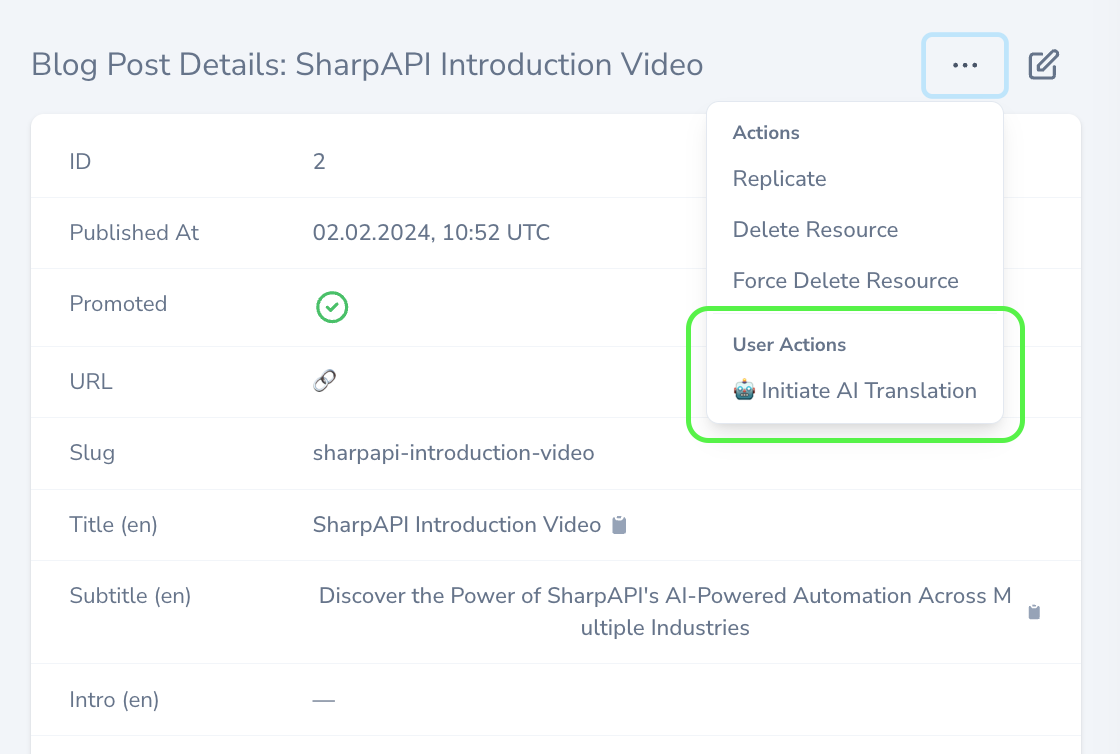 Blog Post Details: SharpAPI Introduction Video
Actions
Replicate
Delete Resource
Force Delete Resource
User Actions
🤖 Initiate AI Translation
ID 2
Published At 02.02.2024, 10:52 UTC
Promoted
URL
Slug sharpapi-introduction-video
Title (en) SharpAPI Introduction Video
Subtitle (en) Discover the Power of SharpAPI's AI-Powered Automation Across M
ultiple Industries
Intro (en) —